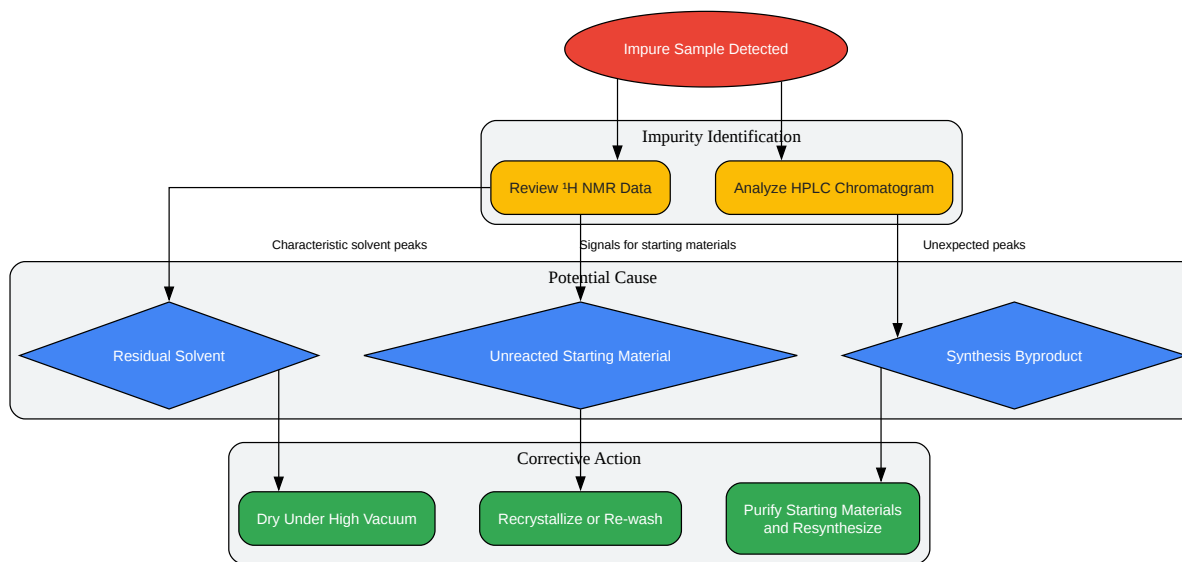 Impure Sample Detected
Impurity Identification
Review ¹H NMR Data
Analyze HPLC Chromatogram
Characteristic solvent peaks
Signals for starting materials
Unexpected peaks
Potential Cause
Residual Solvent
Unreacted Starting Material
Synthesis Byproduct
Corrective Action
Dry Under High Vacuum
Recrystallize or Re-wash
Purify Starting Materials
and Resynthesize